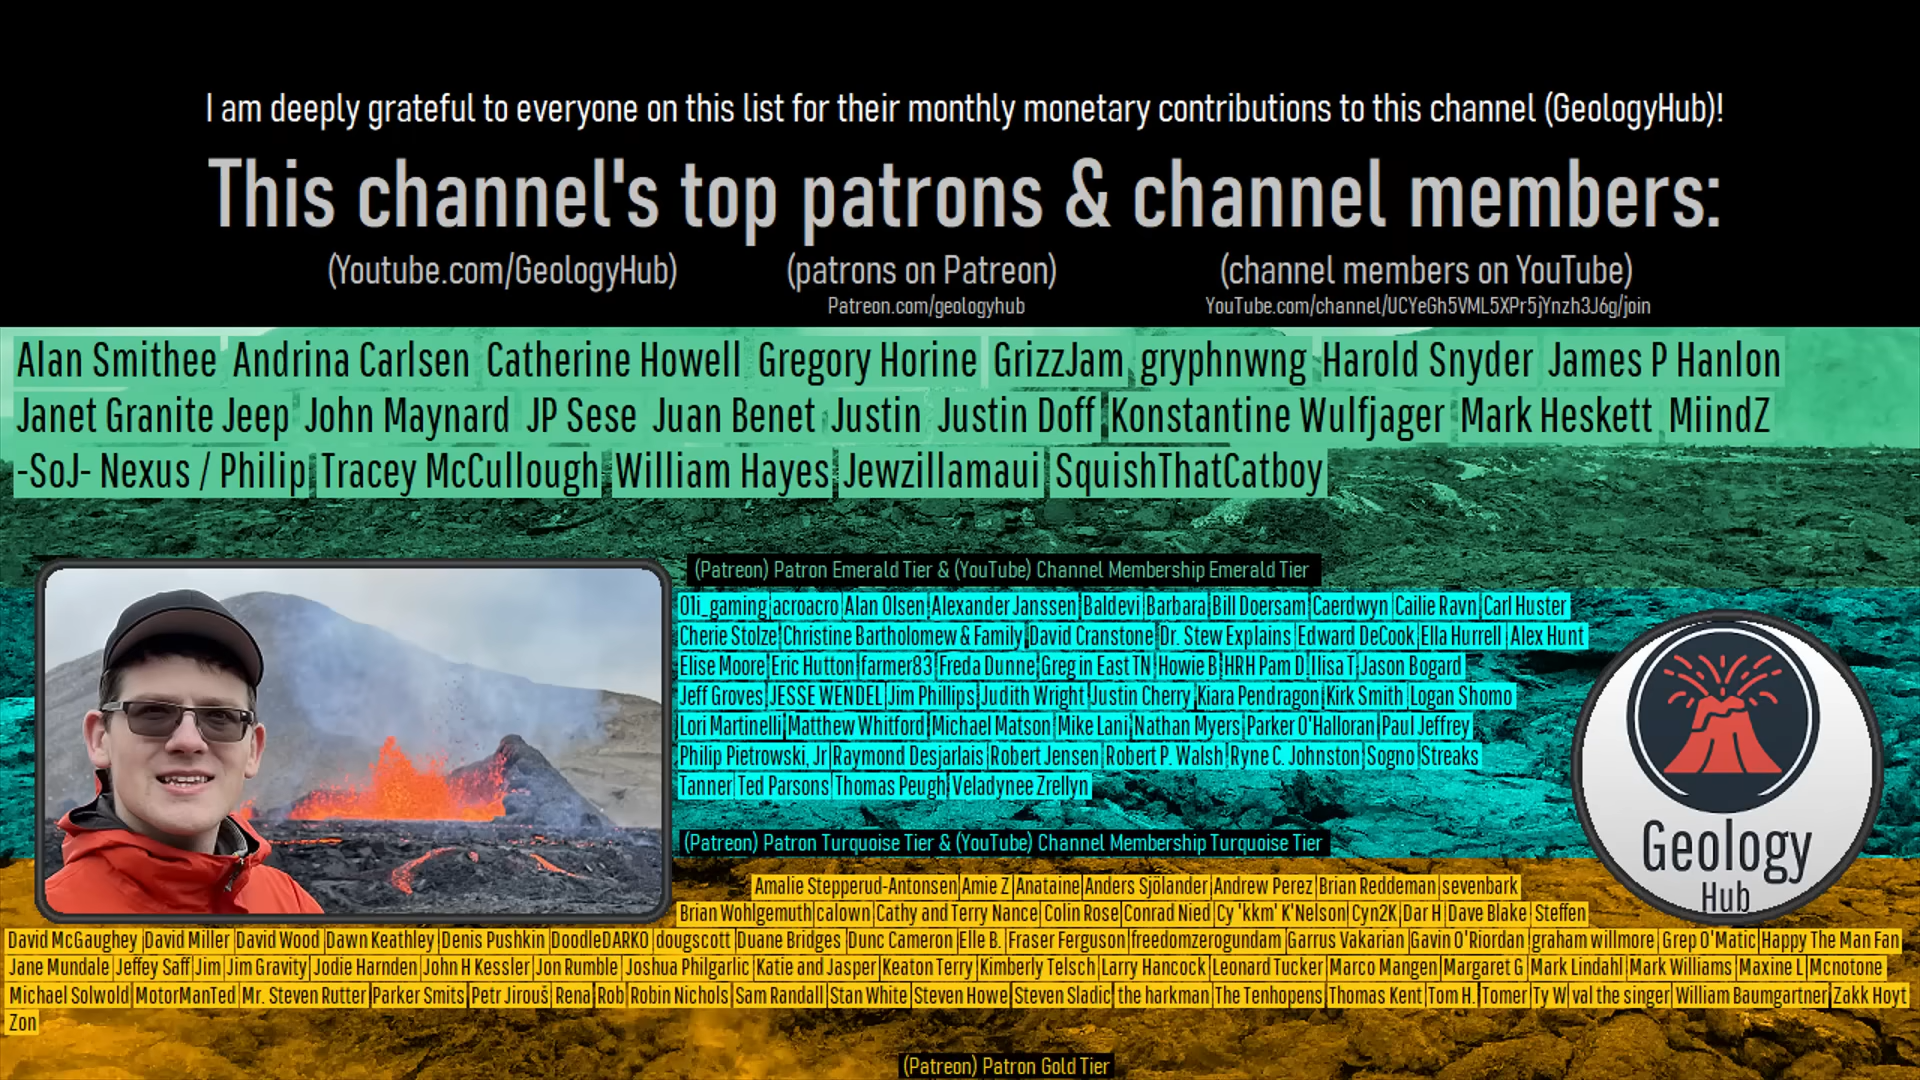 I am deeply grateful to everyone on this list for their monthly monetary contributions to this channel (GeologyHub)!
This channel's top patrons & channel members:
(Youtube.com/GeologyHub) (patrons on Patreon) (channel members on YouTube)
Patreon.com/geologyhub YouTube.com/channel/UCYeGh5VML5XPr5jYnzh3J6g/join
Alan Smithee Andrina Carlsen Catherine Howell Gregory Horine GrizzJam gryphnwng Harold Snyder James P Hanlon
Janet Granite Jeep John Maynard JP Sese Juan Benet Justin Justin Doff Konstantine Wulfjager Mark Heskett MiindZ
-SoJ- Nexus / Philip Tracey McCullough William Hayes Jewzillamaui SquishThatCatboy
(Patreon) Patron Emerald Tier & (YouTube) Channel Membership Emerald Tier
01i_gaming acroacro Alan Olsen Alexander Janssen Baldevi Barbara Bill Doersam Caerdwyn Cailie Ravn Carl Huster
Cherie Stolze Christine Bartholomew & Family David Cranstone Dr. Stew Explains Edward DeCook Ella Hurrell Alex Hunt
Elise Moore Eric Hutton farmer83 Freda Dunne Greg in East TN Howie B HRH Pam D Ilisa T Jason Bogard
Jeff Groves JESSE WENDEL Jim Phillips Judith Wright Justin Cherry Kiara Pendragon Kirk Smith Logan Shomo
Lori Martinelli Matthew Whitford Michael Matson Mike Lani Nathan Myers Parker O'Halloran Paul Jeffrey
Philip Pietrowski, Jr Raymond Desjarlais Robert Jensen Robert P. Walsh Ryne C. Johnston Sogno Streaks
Tanner Ted Parsons Thomas Peugh Veladynee Zrellyn
(Patreon) Patron Turquoise Tier & (YouTube) Channel Membership Turquoise Tier
Geology
Hub
Amalie Stepperud-Antonsen Amie Z Anataine Anders Sjölander Andrew Perez Brian Reddeman sevenbark
Brian Wohlgemuth calown Cathy and Terry Nance Colin Rose Conrad Nied Cy 'kkm' K'Nelson Cyn2K Dar H Dave Blake Steffen
David McGaughey David Miller David Wood Dawn Keathley Denis Pushkin DoodleDARKO dougscott Duane Bridges Dunc Cameron Elle B. Fraser Ferguson freedomzerogundam Garrus Vakarian Gavin O'Riordan graham willmore Grep O'Matic Happy The Man Fan
Jane Mundale Jeffey Saff Jim Jim Gravity Jodie Harnden John H Kessler Jon Rumble Joshua Philgarlic Katie and Jasper Keaton Terry Kimberly Telsch Larry Hancock Leonard Tucker Marco Mangen Margaret G Mark Lindahl Mark Williams Maxine L Mcnotone
Michael Solwold MotorManTed Mr. Steven Rutter Parker Smits Petr Jirouš Rena Rob Robin Nichols Sam Randall Stan White Steven Howe Steven Sladic the harkman The Tenhopens Thomas Kent Tom H. Tomer Ty W val the singer William Baumgartner Zakk Hoyt
Zon
(Patreon) Patron Gold Tier